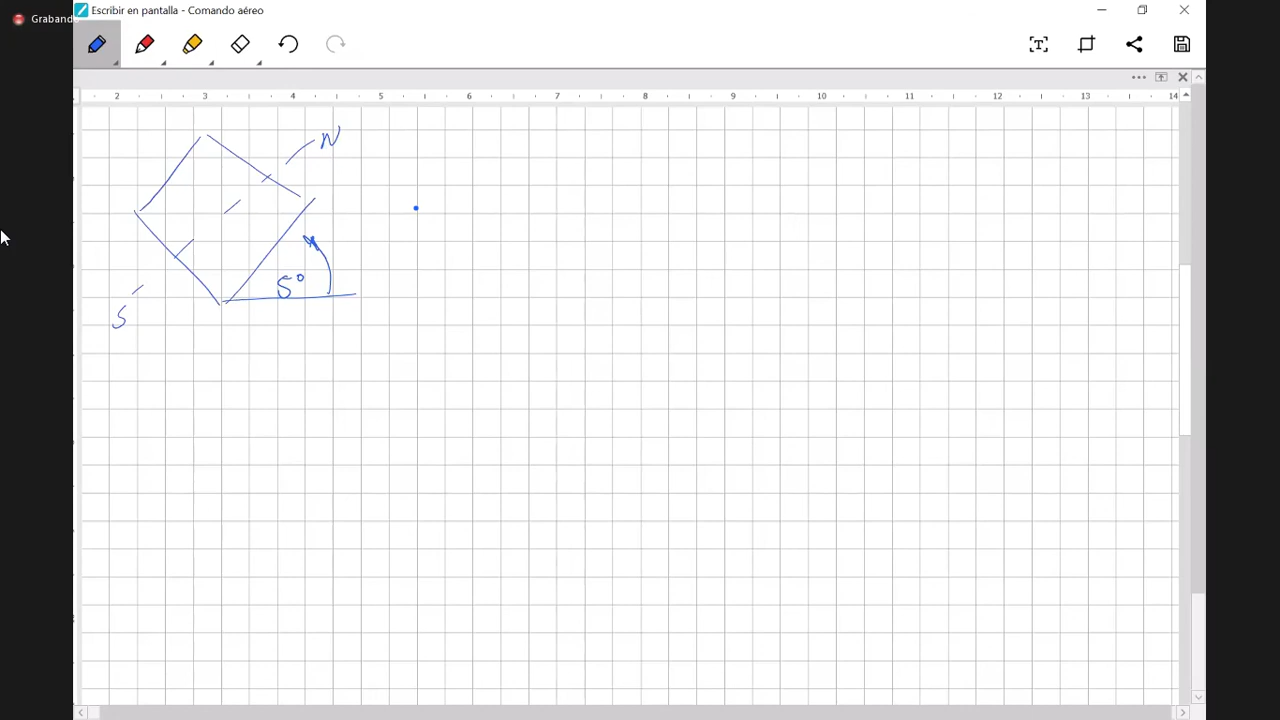 Grabando
Escribir en pantalla - Comando aéreo
2 3 4 5 6 7 8 9 10 11 12 13 14
N
5°
S